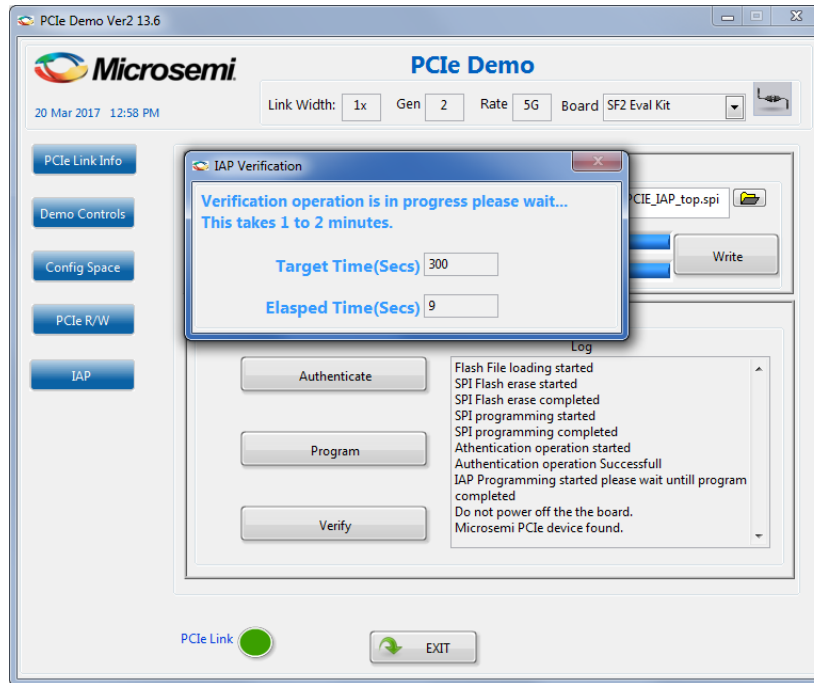 PCIe Demo Ver2 13.6
Microsemi.
PCIe Demo
20 Mar 2017 12:58 PM
Link Width: 1x Gen 2 Rate 5G Board SF2 Eval Kit
PCIe Link Info
Demo Controls
Config Space
PCIe R/W
IAP
IAP Verification
Verification operation is in progress please wait...
This takes 1 to 2 minutes.
Target Time(Secs) 300
Elasped Time(Secs) 9
PCIE_IAP_top.spi
Write
Authenticate
Program
Verify
Log
Flash File loading started
SPI Flash erase started
SPI Flash erase completed
SPI programming started
SPI programming completed
Athentication operation started
Authentication operation Successfull
IAP Programming started please wait untill program
completed
Do not power off the the board.
Microsemi PCIe device found.
PCIe Link
EXIT